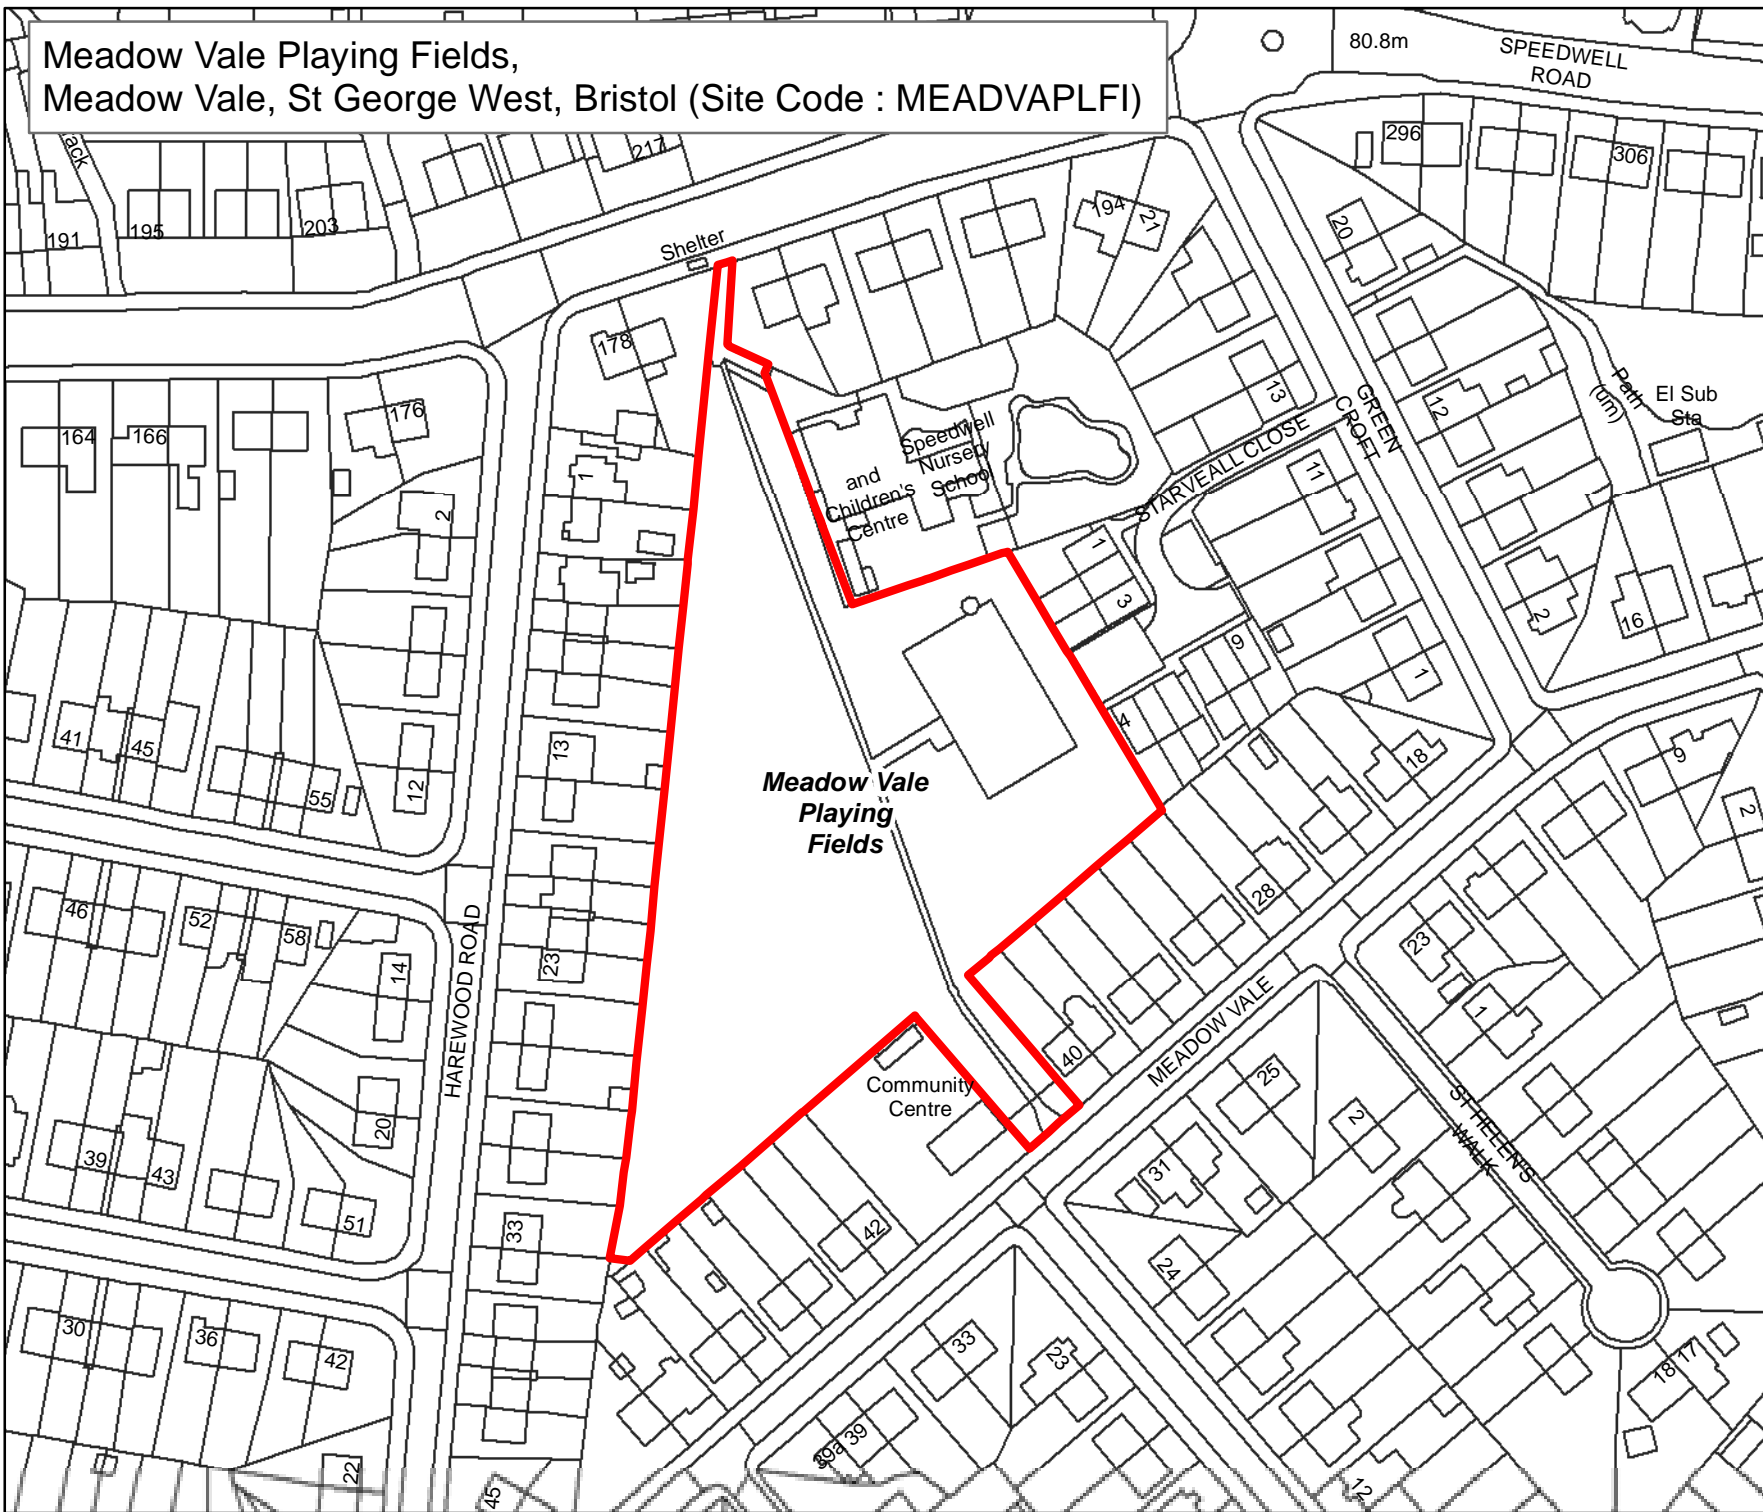 Meadow Vale Playing Fields,
Meadow Vale, St George West, Bristol (Site Code : MEADVAPLFI)
80.8m
SPEEDWELL
ROAD
ack
217
296
306
191
195
203
Shelter
194
27
20
178
176
164
166
13
GREEN
CROFT
12
Path
(um)
El Sub
Sta
Speedwell
Nursery
School
and
Children's
Centre
STARVEALL CLOSE
11
1
2
1
3
2
16
9
1
4
41
45
55
12
13
18
9
2
Meadow Vale
Playing
Fields
46
52
58
14
HAREWOOD ROAD
23
28
23
1
MEADOW VALE
40
Community
Centre
25
2
ST HELEN'S
WALK
39
43
20
51
33
42
31
24
30
36
42
33
23
18 17
39a 39
22
45
12